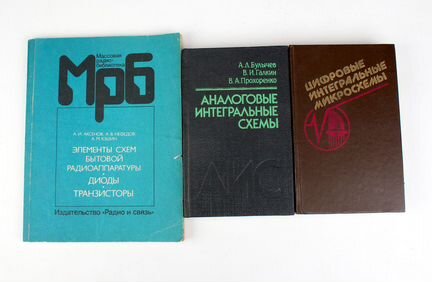 Массовая
радио-
библиотека
Мрб
А.И. АКСЕНОВ, А.В. НЕФЕДОВ,
А.М. ЮШИН
ЭЛЕМЕНТЫ СХЕМ
БЫТОВОЙ
РАДИОАППАРАТУРЫ
ДИОДЫ
ТРАНЗИСТОРЫ
Издательство «Радио и связь»
А.Л. Булычев
В.И. Галкин
В.А. Прохоренко
АНАЛОГОВЫЕ
ИНТЕГРАЛЬНЫЕ
СХЕМЫ
АИС
ЦИФРОВЫЕ
ИНТЕГРАЛЬНЫЕ
МИКРОСХЕМЫ